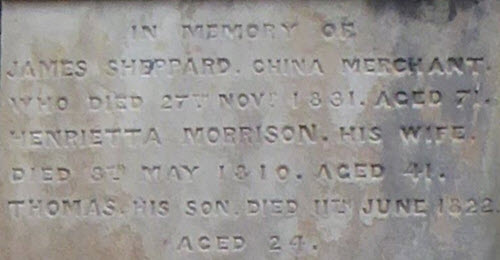 IN MEMORY OF
JAMES SHEPPARD. CHINA MERCHANT.
WHO DIED 27TH NOVR 1831. AGED 71.
HENRIETTA MORRISON. HIS WIFE.
DIED 8TH MAY 1810. AGED 41.
THOMAS. HIS SON. DIED 11TH JUNE 1822.
AGED 24.